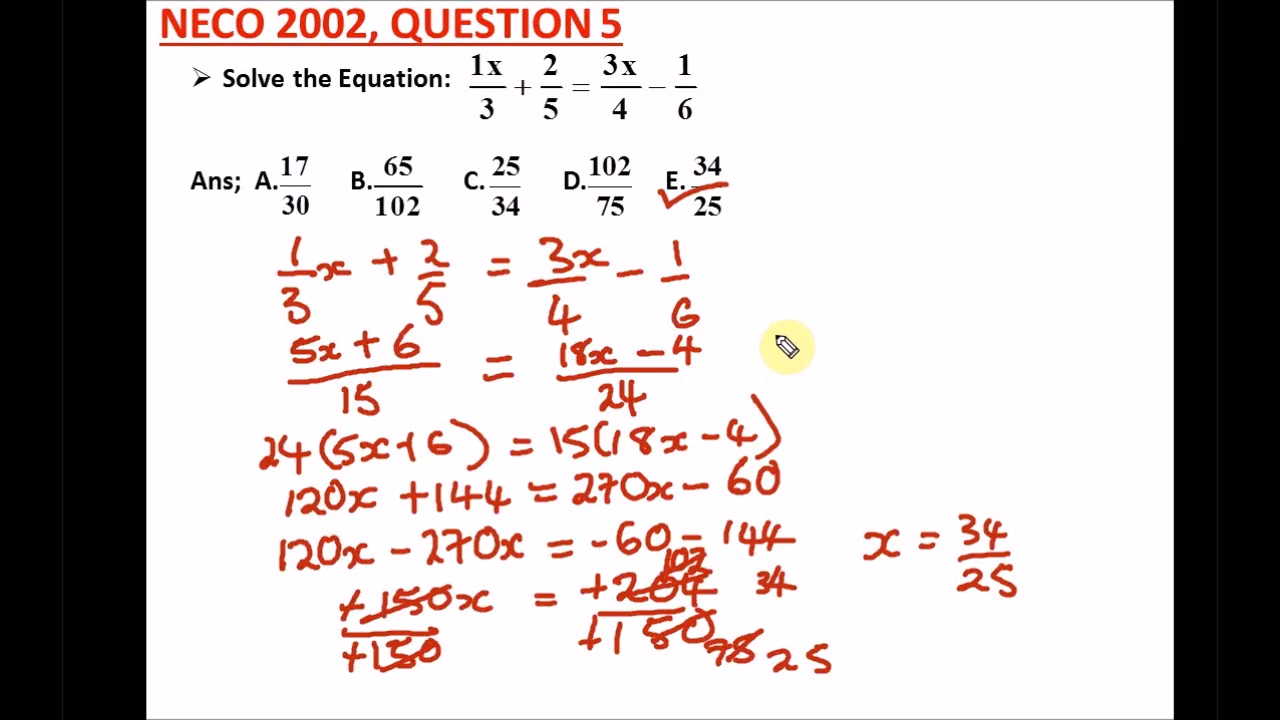 NECO 2002, QUESTION 5
➢ Solve the Equation: 1x/3 + 2/5 = 3x/4 − 1/6
Ans; A. 17/30 B. 65/102 C. 25/34 D. 102/75 E. 34/25
1/3 x + 2/5 = 3x/4 − 1/6
5x + 6/15 = 18x − 4/24
24(5x+6) = 15(18x − 4)
120x + 144 = 270x − 60
120x − 270x = -60 − 144
+150x/+150 = +204/+150 102 34 25
x = 34/25